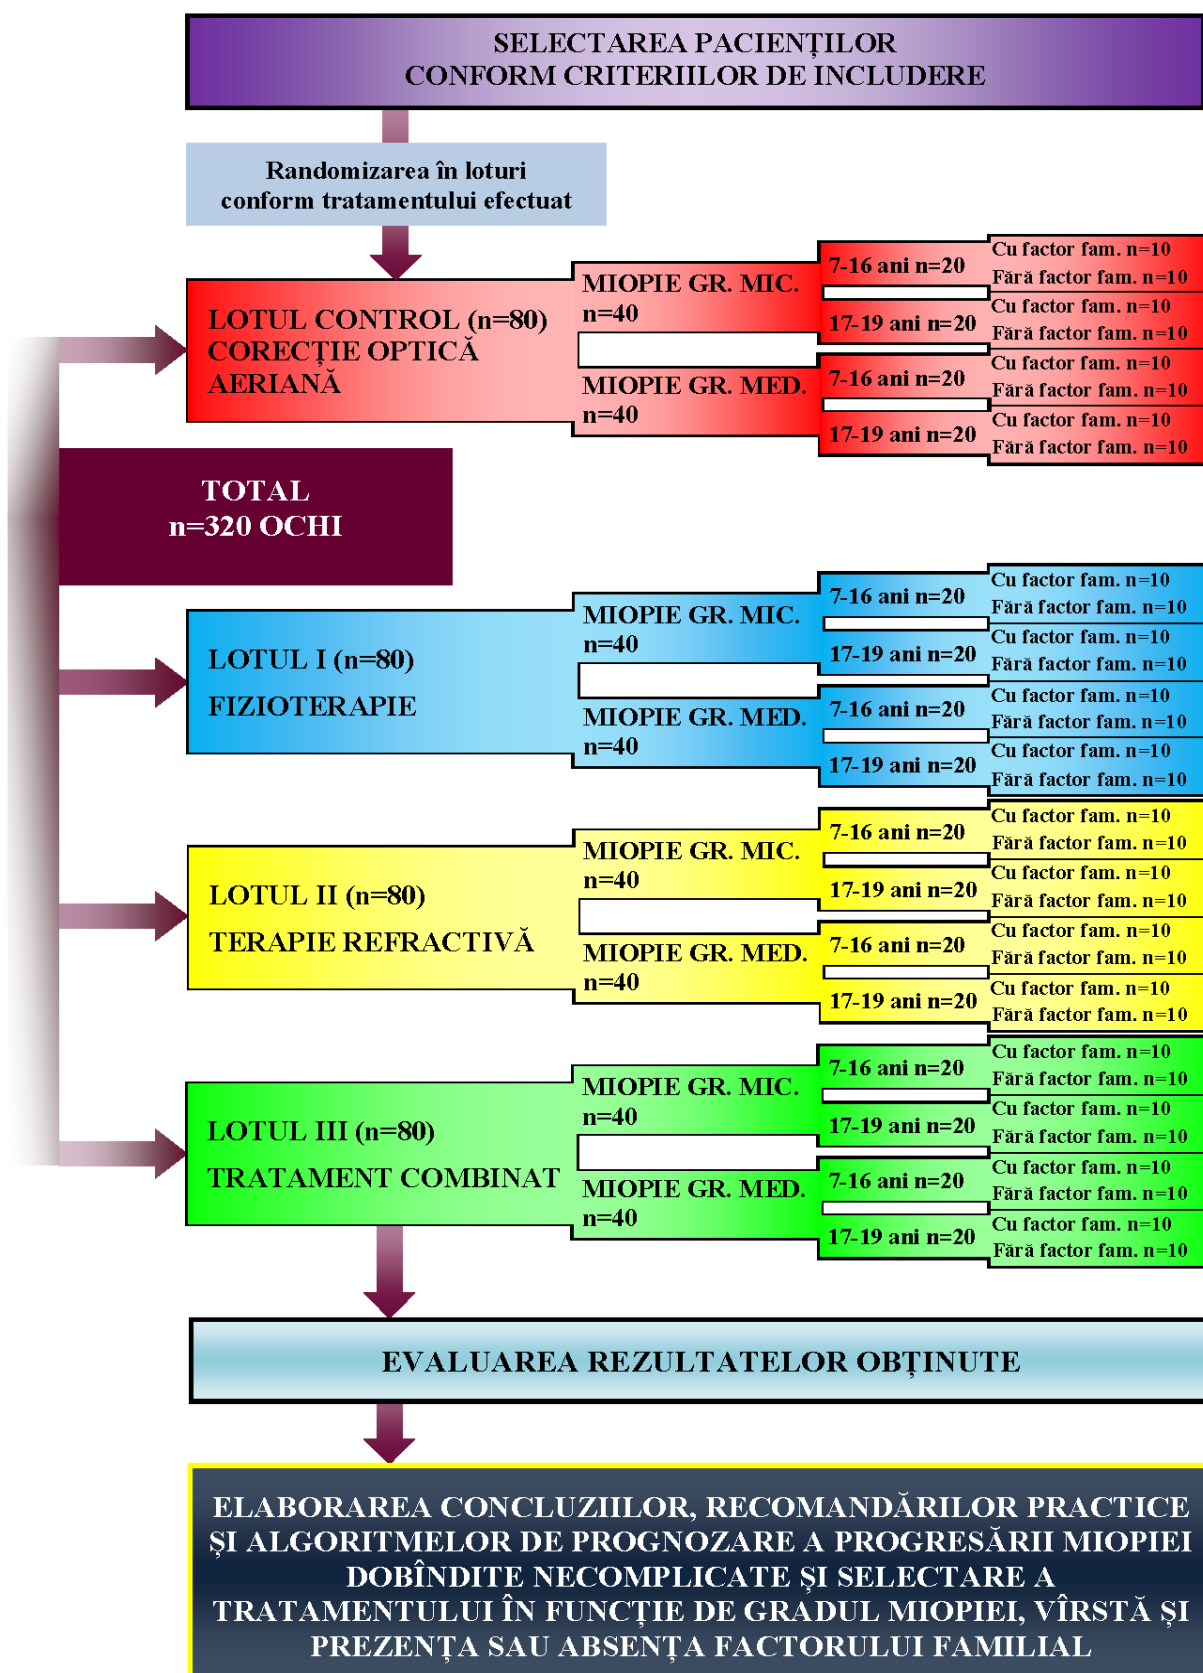 SELECTAREA PACIENȚILOR
CONFORM CRITERIILOR DE INCLUDERE
Randomizarea în loturi
conform tratamentului efectuat
LOTUL CONTROL (n=80)
CORECȚIE OPTICĂ
AERIANĂ
MIOPIE GR. MIC.
n=40
7-16 ani n=20
Cu factor fam. n=10
Fără factor fam. n=10
17-19 ani n=20
Cu factor fam. n=10
Fără factor fam. n=10
MIOPIE GR. MED.
n=40
7-16 ani n=20
Cu factor fam. n=10
Fără factor fam. n=10
17-19 ani n=20
Cu factor fam. n=10
Fără factor fam. n=10
TOTAL
n=320 OCHI
LOTUL I (n=80)
FIZIOTERAPIE
MIOPIE GR. MIC.
n=40
7-16 ani n=20
Cu factor fam. n=10
Fără factor fam. n=10
17-19 ani n=20
Cu factor fam. n=10
Fără factor fam. n=10
MIOPIE GR. MED.
n=40
7-16 ani n=20
Cu factor fam. n=10
Fără factor fam. n=10
17-19 ani n=20
Cu factor fam. n=10
Fără factor fam. n=10
LOTUL II (n=80)
TERAPIE REFRACTIVĂ
MIOPIE GR. MIC.
n=40
7-16 ani n=20
Cu factor fam. n=10
Fără factor fam. n=10
17-19 ani n=20
Cu factor fam. n=10
Fără factor fam. n=10
MIOPIE GR. MED.
n=40
7-16 ani n=20
Cu factor fam. n=10
Fără factor fam. n=10
17-19 ani n=20
Cu factor fam. n=10
Fără factor fam. n=10
LOTUL III (n=80)
TRATAMENT COMBINAT
MIOPIE GR. MIC.
n=40
7-16 ani n=20
Cu factor fam. n=10
Fără factor fam. n=10
17-19 ani n=20
Cu factor fam. n=10
Fără factor fam. n=10
MIOPIE GR. MED.
n=40
7-16 ani n=20
Cu factor fam. n=10
Fără factor fam. n=10
17-19 ani n=20
Cu factor fam. n=10
Fără factor fam. n=10
EVALUAREA REZULTATELOR OBȚINUTE
ELABORAREA CONCLUZIILOR, RECOMANDĂRILOR PRACTICE
ȘI ALGORITMELOR DE PROGNOZARE A PROGRESĂRII MIOPIEI
DOBÎNDITE NECOMPLICATE ȘI SELECTARE A
TRATAMENTULUI ÎN FUNCȚIE DE GRADUL MIOPIEI, VÎRSTĂ ȘI
PREZENȚA SAU ABSENȚA FACTORULUI FAMILIAL